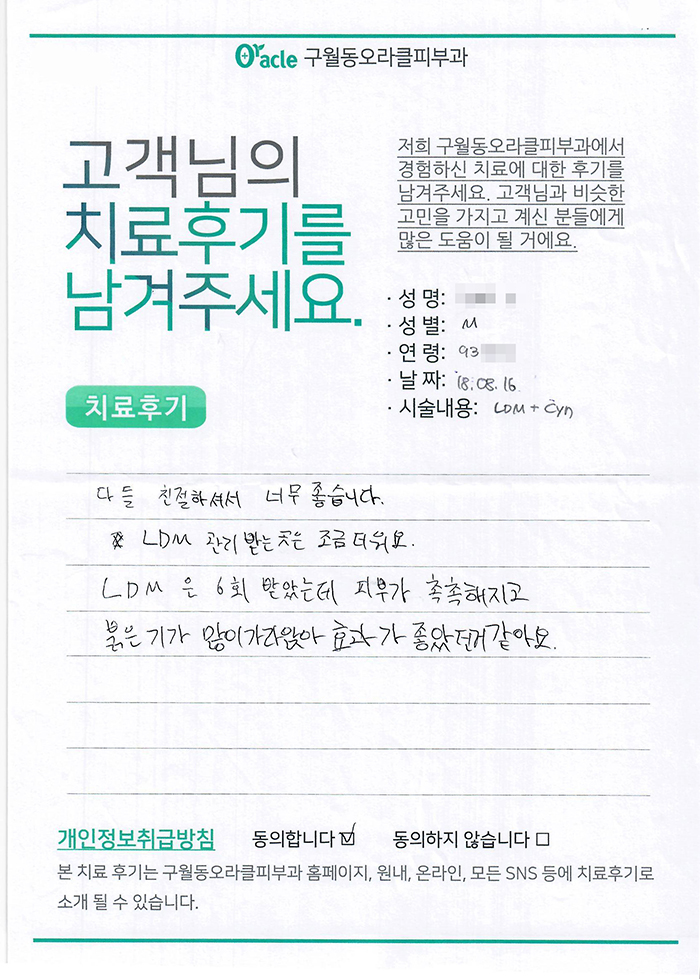 Oracle 구월동오라클피부과
고객님의
치료후기를
남겨주세요.
저희 구월동오라클피부과에서
경험하신 치료에 대한 후기를
남겨주세요. 고객님과 비슷한
고민을 가지고 계신 분들에게
많은 도움이 될 거에요.
· 성 명:
· 성 별: M
· 연 령: 93
· 날 짜: '18.08.16.
· 시술내용: LDM + Cyn
치료후기
다들 친절하셔서 너무 좋습니다.
※ LDM 관리 받는곳은 조금 더워요.
LDM 은 6회 받았는데 피부가 촉촉해지고
붉은기가 많이가라앉아 효과가 좋았던거같아요.
개인정보취급방침 동의합니다 ☑ 동의하지 않습니다 □
본 치료 후기는 구월동오라클피부과 홈페이지, 원내, 온라인, 모든 SNS 등에 치료후기로
소개 될 수 있습니다.